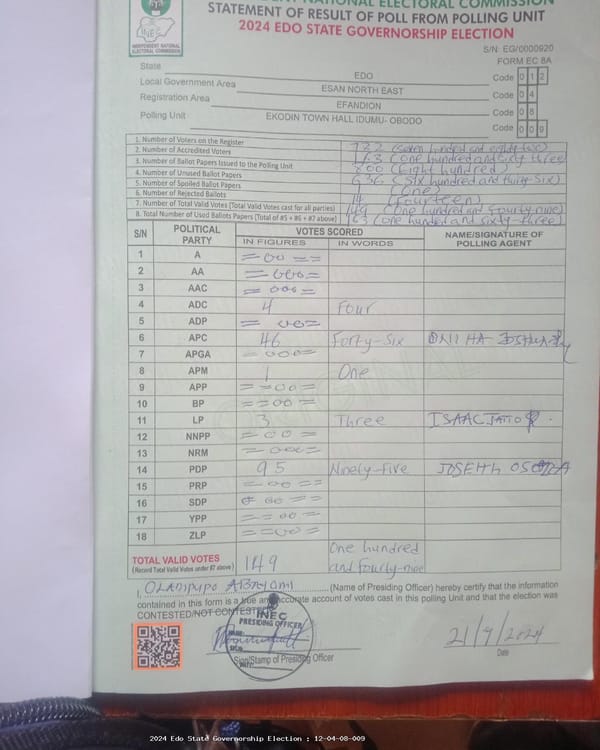 INDEPENDENT NATIONAL ELECTORAL COMMISSION
STATEMENT OF RESULT OF POLL FROM POLLING UNIT
2024 EDO STATE GOVERNORSHIP ELECTION
INEC
INDEPENDENT NATIONAL
ELECTORAL COMMISSION
S/N: EG/0000920
FORM EC 8A
State EDO Code 0 1 2
Local Government Area ESAN NORTH EAST Code 0 4
Registration Area EFANDION Code 0 8
Polling Unit EKODIN TOWN HALL IDUMU- OBODO Code 0 0 9
1. Number of Voters on the Register 782 (Seven hundred and eighty two)
2. Number of Accredited Voters 163 (One hundred and sixty three)
3. Number of Ballot Papers Issued to the Polling Unit 800 (Eight hundred)
4. Number of Unused Ballot Papers 636 (Six hundred and thirty-Six)
5. Number of Spoiled Ballot Papers 1 (One)
6. Number of Rejected Ballots 14 (Fourteen)
7. Number of Total Valid Votes (Total Valid Votes cast for all parties) 149 (One hundred and fourty-nine)
8. Total Number of Used Ballots Papers (Total of #5 + #6 + #7 above) 163 (One hundred and sixty-three)
S/N POLITICAL PARTY VOTES SCORED NAME/SIGNATURE OF POLLING AGENT
IN FIGURES IN WORDS
1 A = 00 ==
2 AA = 000 =
3 AAC = 000 =
4 ADC 4 Four
5 ADP = 00 =
6 APC 46 Forty-Six
7 APGA = 000 =
8 APM 1 One
9 APP == 00 =
10 BP == 00 =
11 LP 3 Three ISAAC
12 NNPP = 00 =
13 NRM = 000 =
14 PDP 95 Ninety-Five JOSEPH
15 PRP = 00 ==
16 SDP = 00 ==
17 YPP == 00 =
18 ZLP == 00 =
TOTAL VALID VOTES 149 One hundred and fourty-nine
(Record Total Valid Votes under #7 above)
I, OLADIPUPO (Name of Presiding Officer) hereby certify that the information
contained in this form is a true and accurate account of votes cast in this polling Unit and that the election was
CONTESTED/NOT CONTESTED
INEC
PRESIDING OFFICER
NAME:
SIGN:
DATE:
Sign/Stamp of Presiding Officer
21/9/2024
Date
2024 Edo State Governorship Election : 12-04-08-009